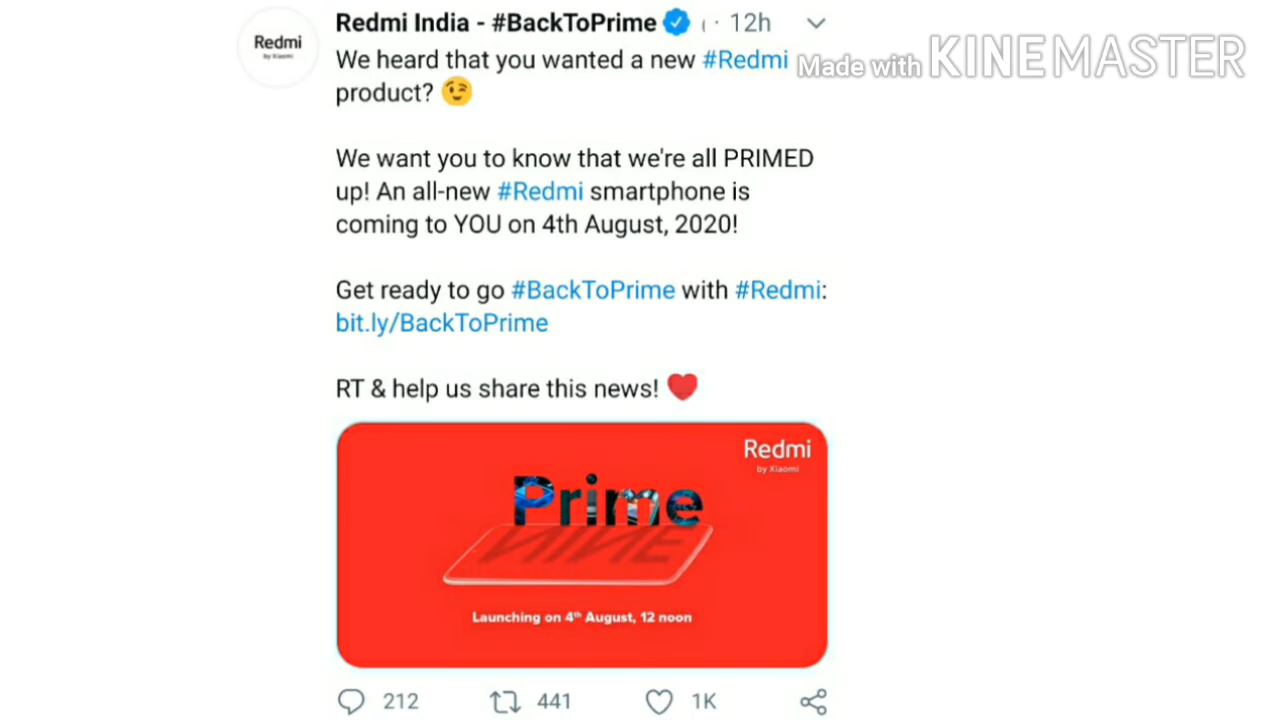 Redmi India - #BackToPrime · 12h
Redmi
by Xiaomi
We heard that you wanted a new #Redmi
product? 😉
Made with KINEMASTER
We want you to know that we're all PRIMED
up! An all-new #Redmi smartphone is
coming to YOU on 4th August, 2020!
Get ready to go #BackToPrime with #Redmi:
bit.ly/BackToPrime
RT & help us share this news! ❤️
Redmi
by Xiaomi
Prime
NINE
Launching on 4th August, 12 noon
212 441 1K